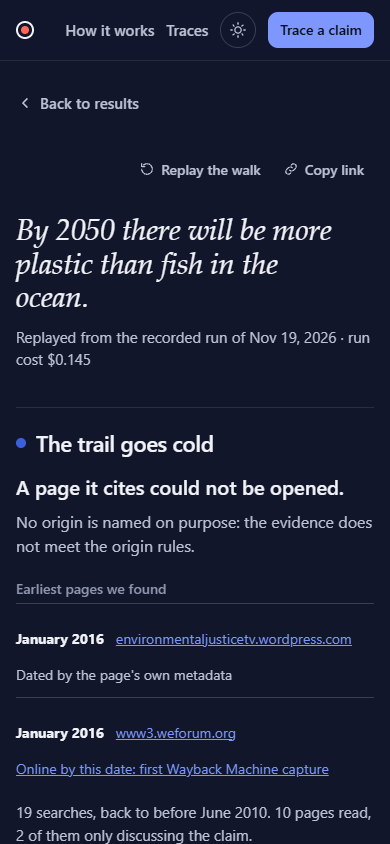 How it works Traces Trace a claim
Back to results
Replay the walk Copy link
By 2050 there will be more
plastic than fish in the
ocean.
Replayed from the recorded run of Nov 19, 2026 · run
cost $0.145
The trail goes cold
A page it cites could not be opened.
No origin is named on purpose: the evidence does
not meet the origin rules.
Earliest pages we found
January 2016 environmentaljusticetv.wordpress.com
Dated by the page's own metadata
January 2016 www3.weforum.org
Online by this date: first Wayback Machine capture
19 searches, back to before June 2010. 10 pages read,
2 of them only discussing the claim.